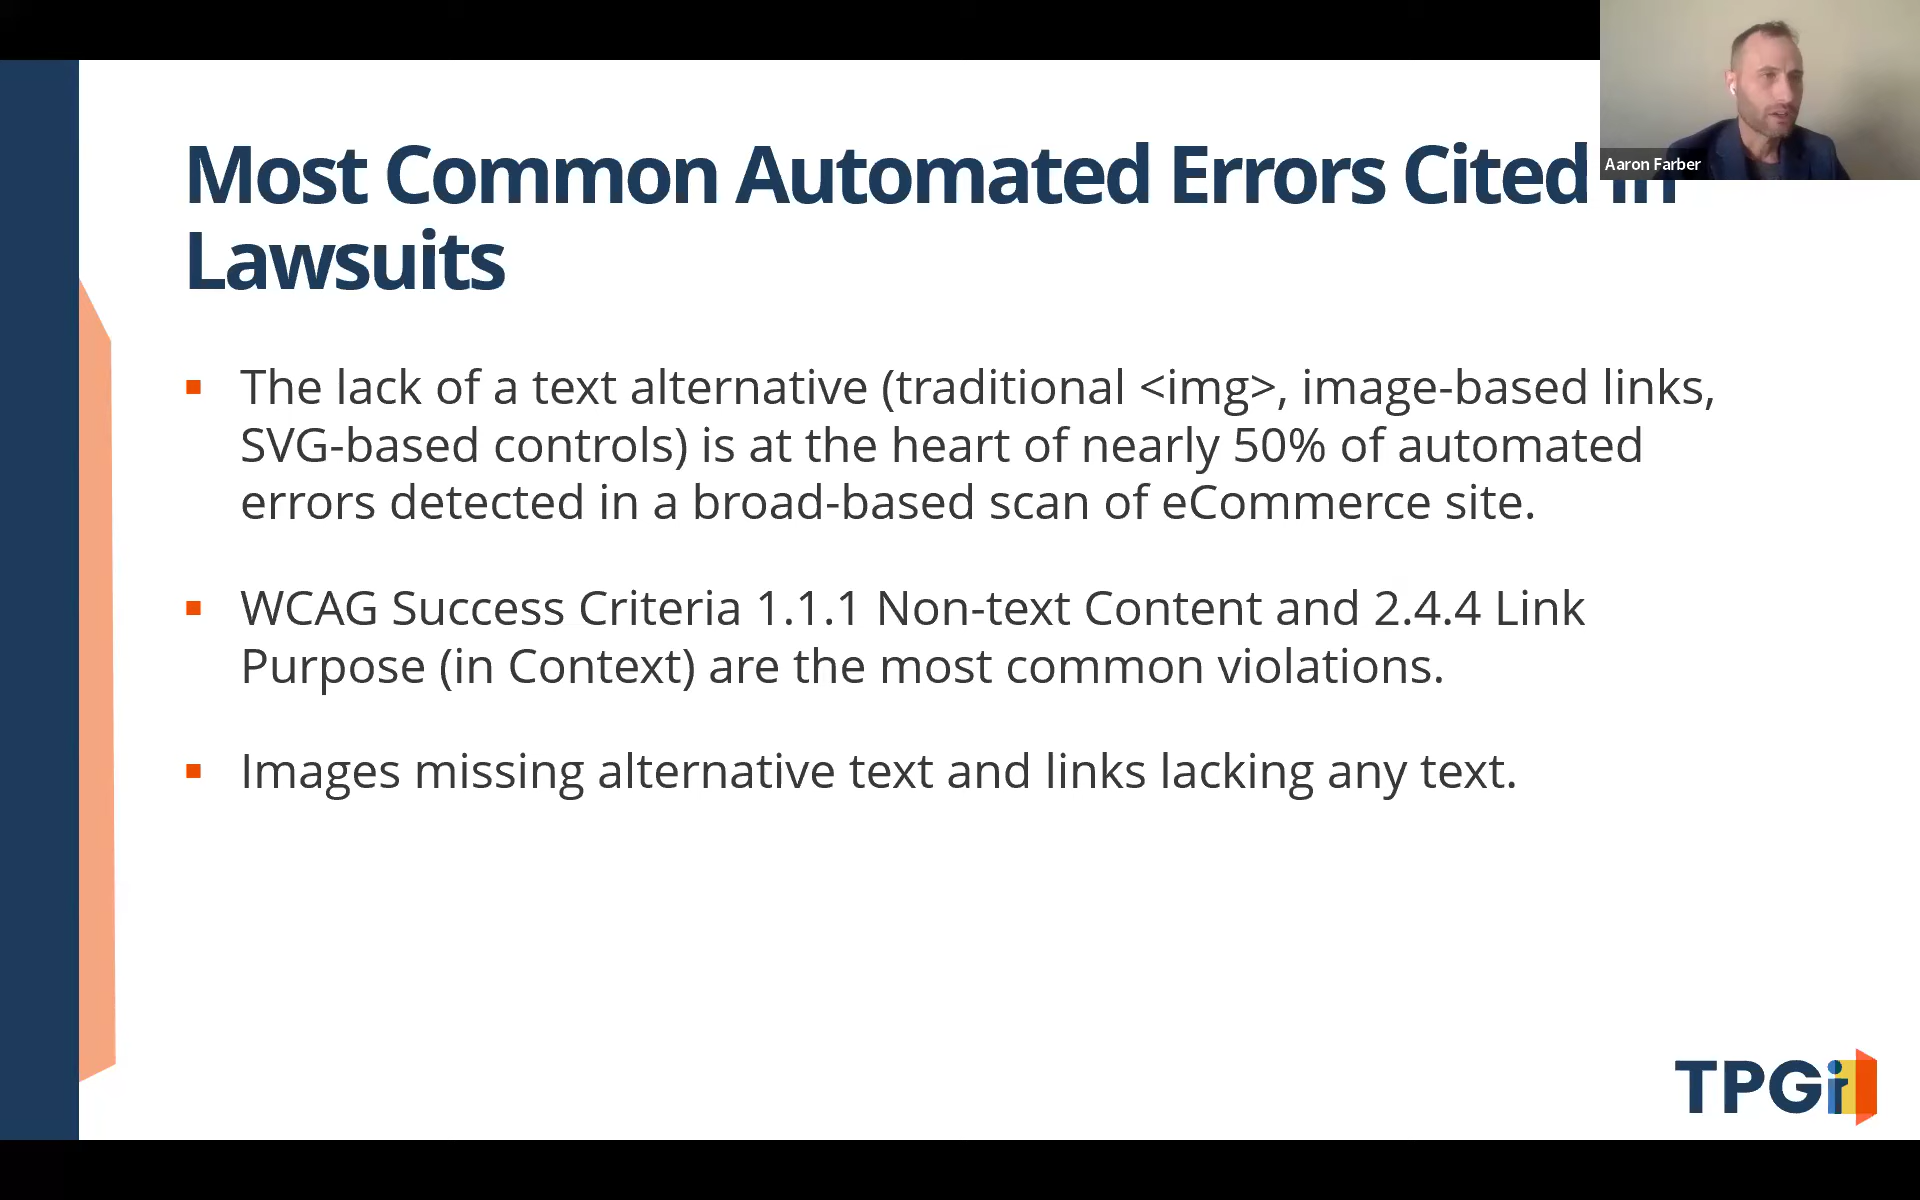 Most Common Automated Errors Cited in
Lawsuits
Aaron Farber
▪ The lack of a text alternative (traditional <img>, image-based links,
SVG-based controls) is at the heart of nearly 50% of automated
errors detected in a broad-based scan of eCommerce site.
▪ WCAG Success Criteria 1.1.1 Non-text Content and 2.4.4 Link
Purpose (in Context) are the most common violations.
▪ Images missing alternative text and links lacking any text.
TPGi